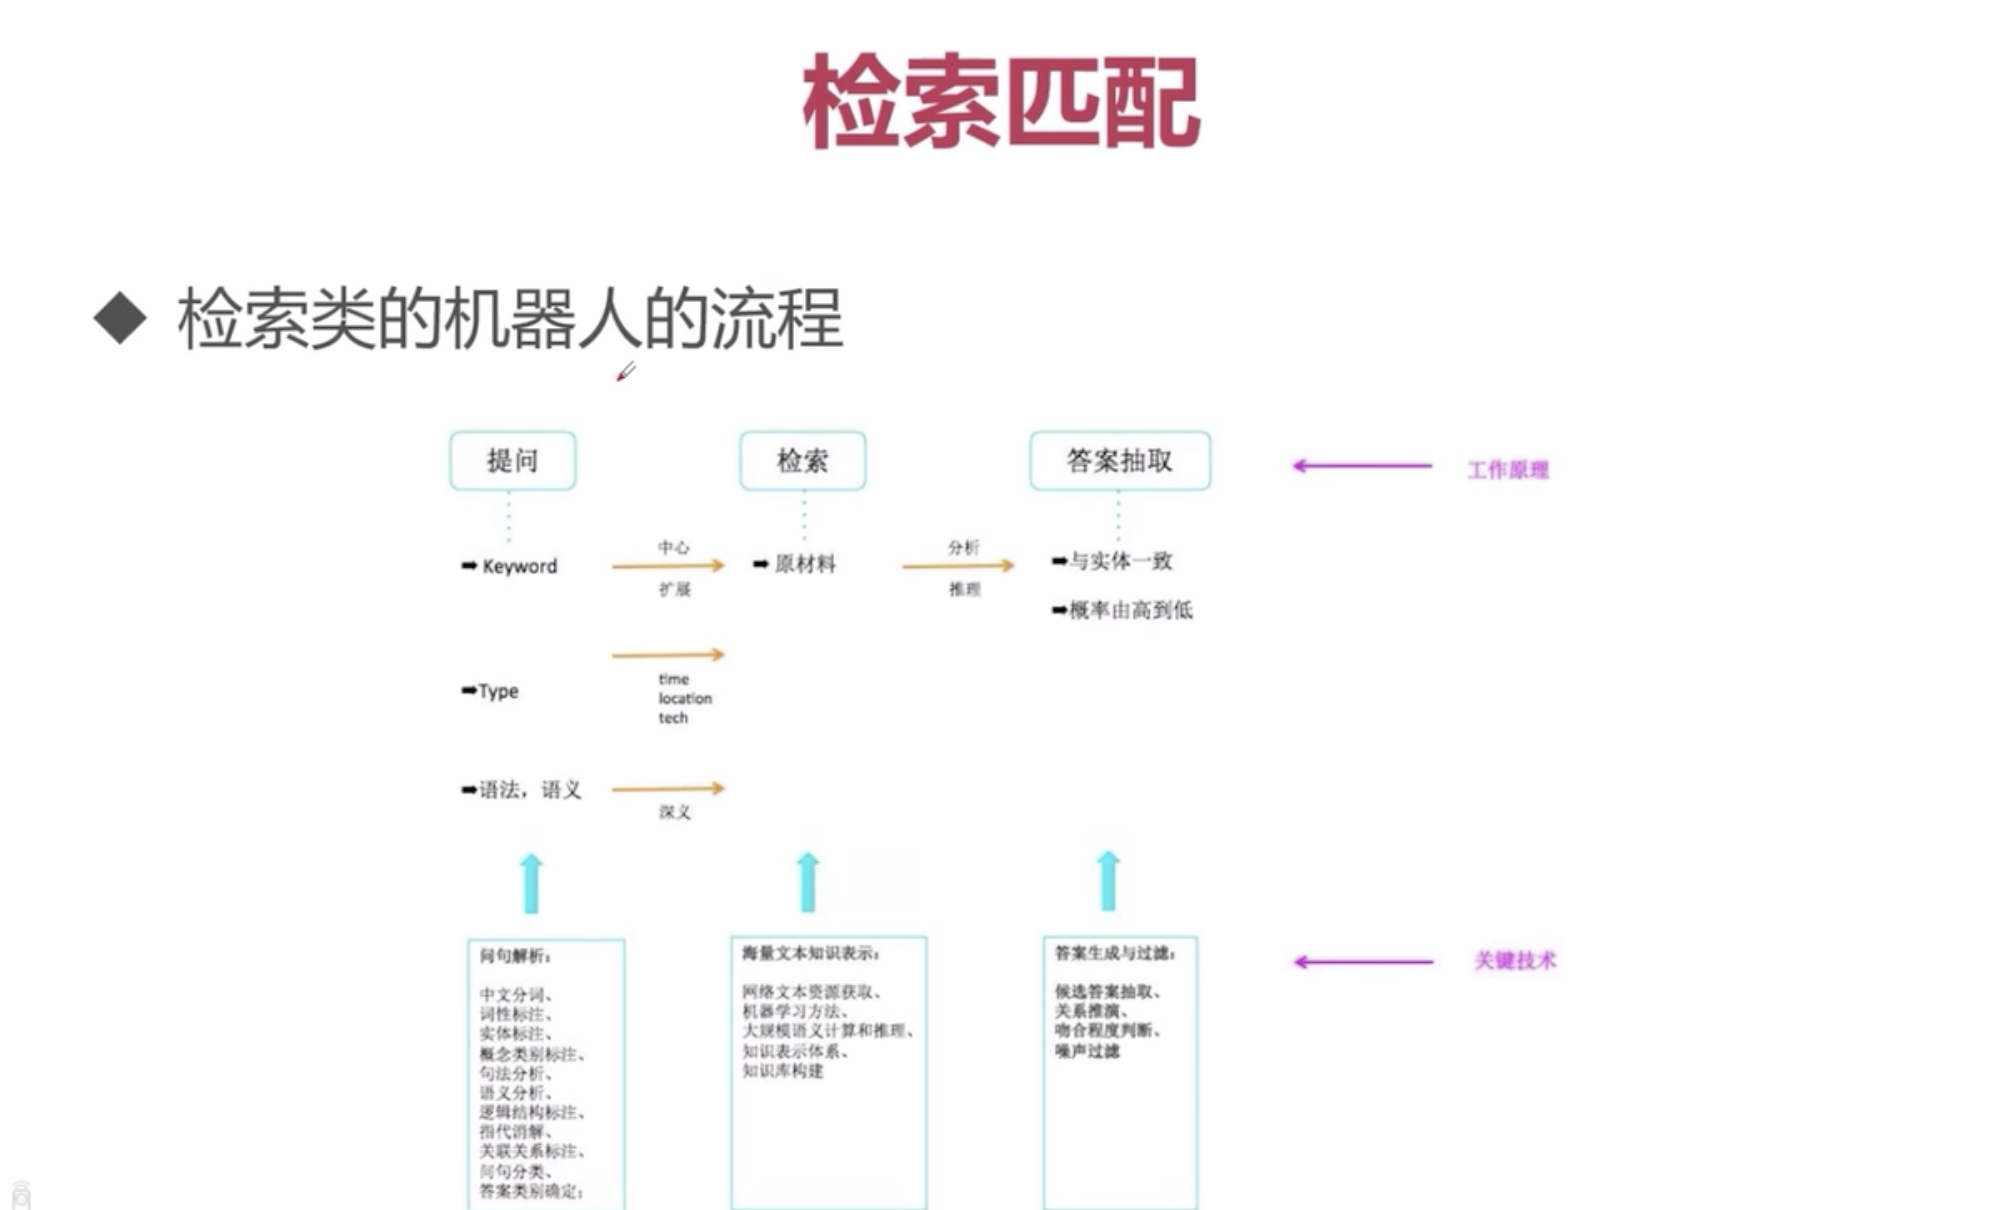 检索匹配
检索类的机器人的流程
提问
检索
答案抽取
工作原理
Keyword
中心
扩展
原材料
分析
推理
与实体一致
概率由高到低
Type
time
location
tech
语法，语义
深义
问句解析：
中文分词、
词性标注、
实体标注、
概念类别标注、
句法分析、
语义分析、
逻辑结构标注、
指代消解、
关联关系标注、
问句分类、
答案类别确定；
海量文本知识表示：
网络文本资源获取、
机器学习方法、
大规模语义计算和推理、
知识表示体系、
知识库构建
答案生成与过滤：
候选答案抽取、
关系推演、
吻合程度判断、
噪声过滤
关键技术